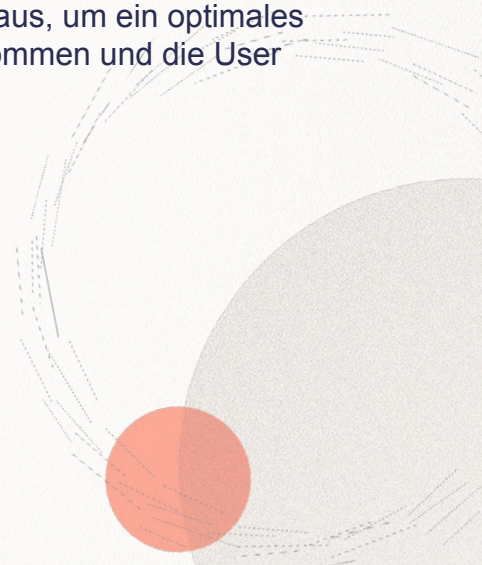 aus, um ein optimales
ommen und die User